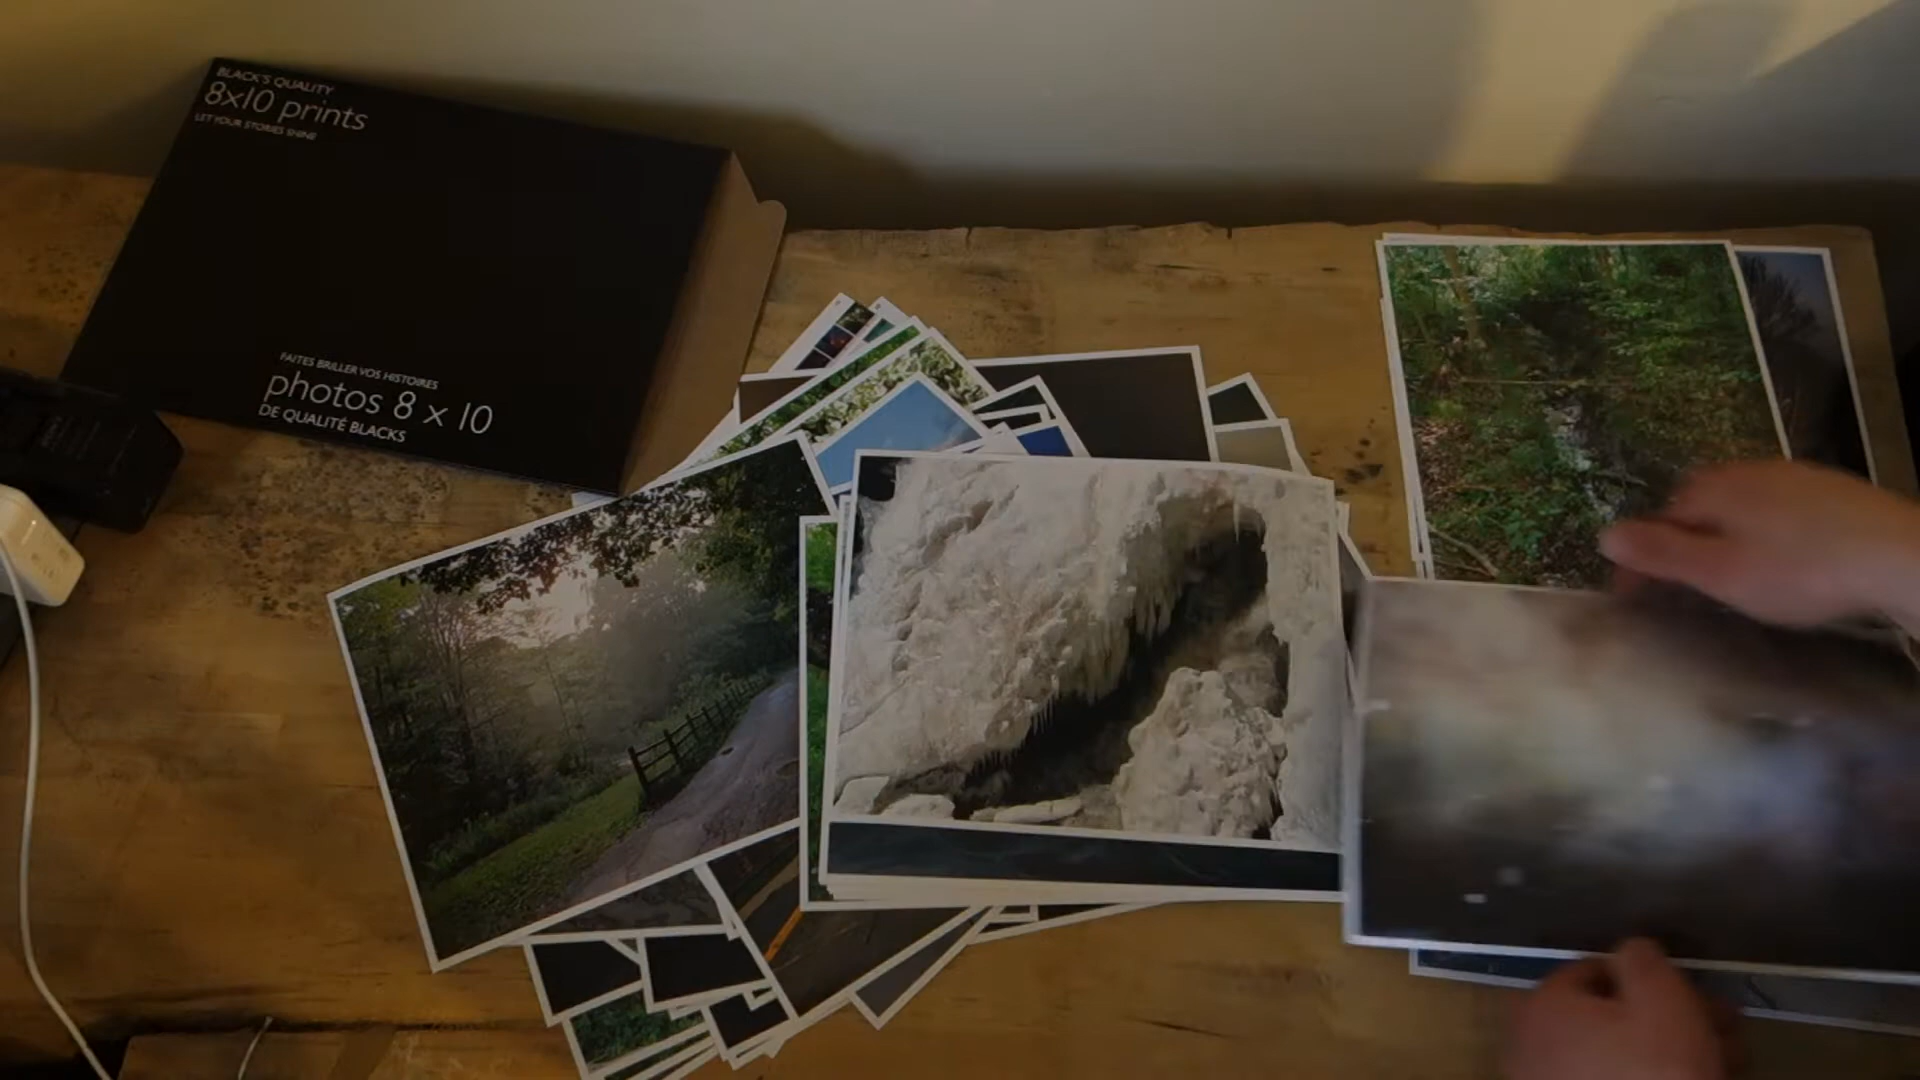 BLACK'S QUALITY
8x10 prints
LET YOUR STORIES SHINE
FAITES BRILLER VOS HISTOIRES
photos 8 x 10
DE QUALITÉ BLACKS